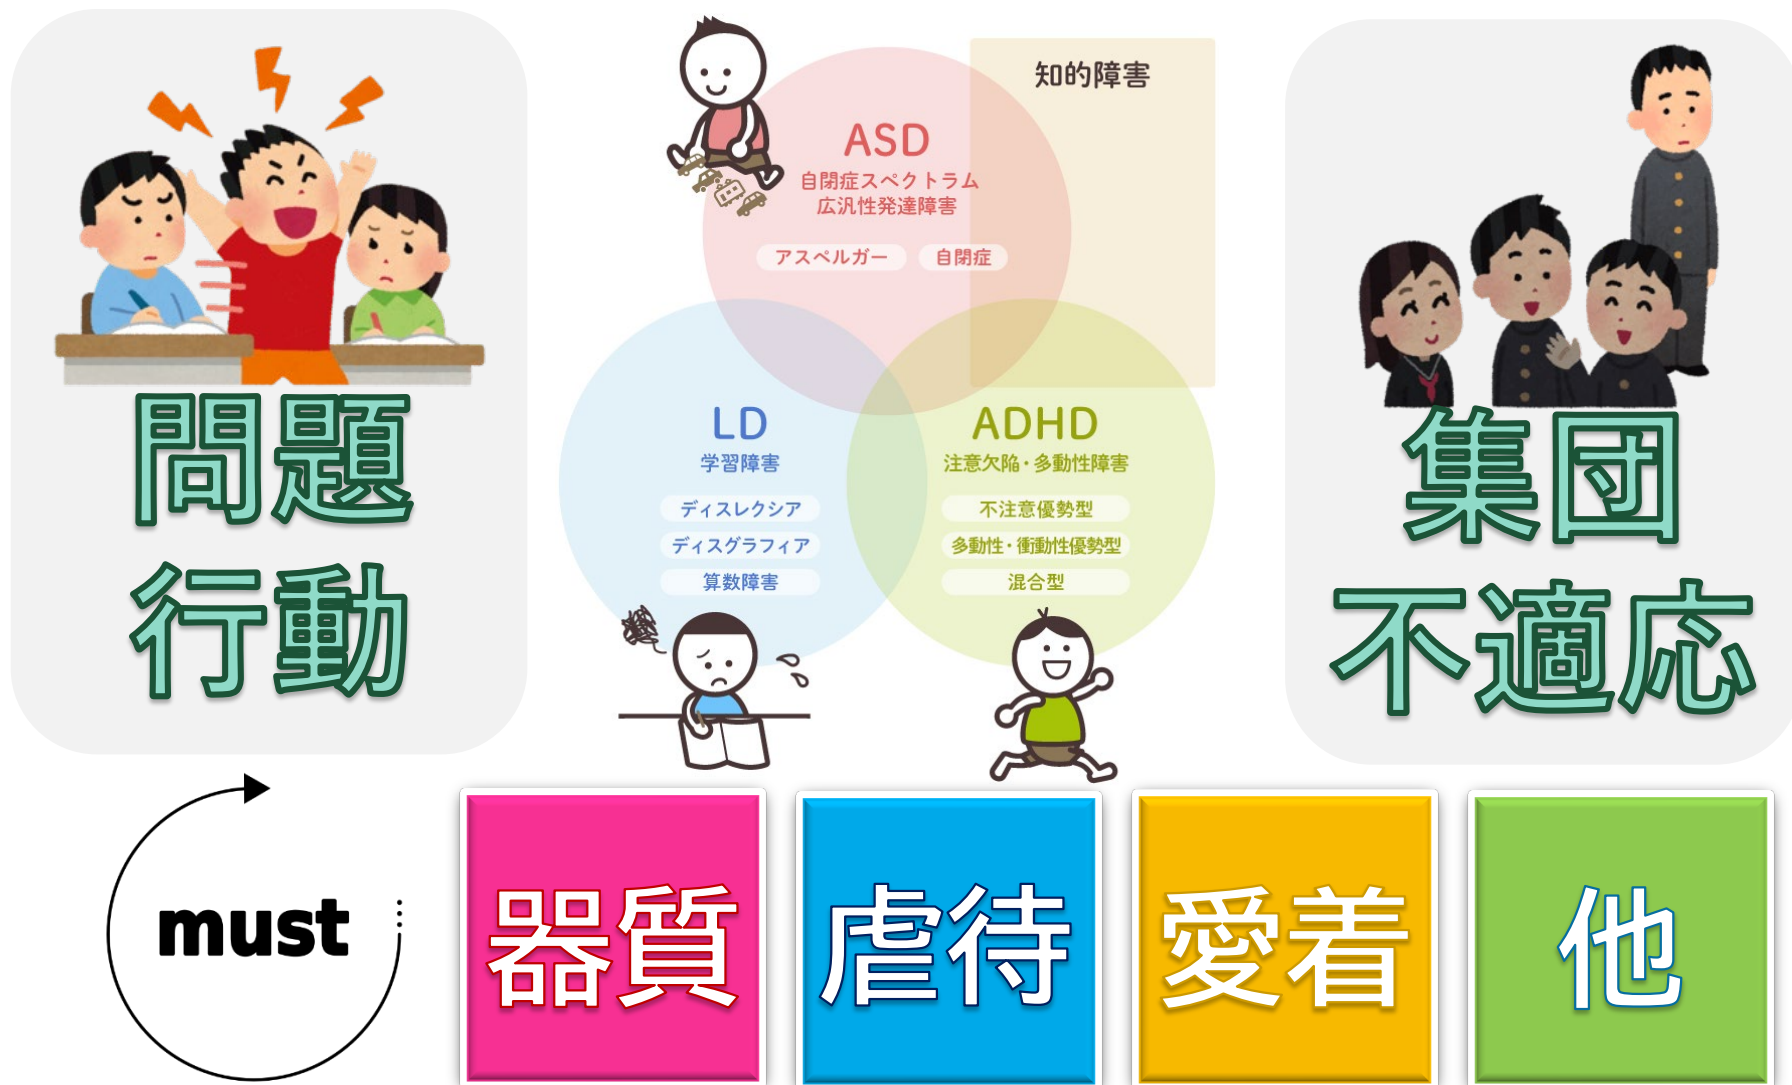 問題
行動
知的障害
ASD
自閉症スペクトラム
広汎性発達障害
アスペルガー
自閉症
LD
学習障害
ディスレクシア
ディスグラフィア
算数障害
ADHD
注意欠陥・多動性障害
不注意優勢型
多動性・衝動性優勢型
混合型
集団
不適応
must
器質
虐待
愛着
他